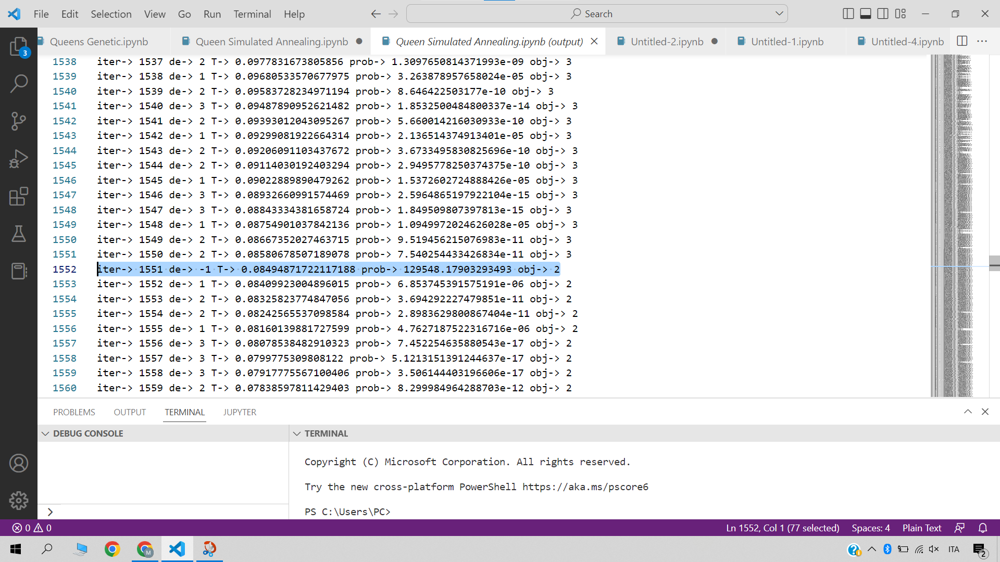 File Edit Selection View Go Run Terminal Help Search
Queens Genetic.ipynb Queen Simulated Annealing.ipynb Queen Simulated Annealing.ipynb (output) Untitled-2.ipynb Untitled-1.ipynb Untitled-4.ipynb
3
1538 iter-> 1537 de-> 2 T-> 0.0977831673805856 prob-> 1.3097650814371993e-09 obj-> 3
1539 iter-> 1538 de-> 1 T-> 0.09680533570677975 prob-> 3.263878957658024e-05 obj-> 3
1540 iter-> 1539 de-> 2 T-> 0.09583728234971194 prob-> 8.646422503177e-10 obj-> 3
1541 iter-> 1540 de-> 3 T-> 0.09487890952621482 prob-> 1.8532500484800337e-14 obj-> 3
1542 iter-> 1541 de-> 2 T-> 0.09393012043095267 prob-> 5.660014216030933e-10 obj-> 3
1543 iter-> 1542 de-> 1 T-> 0.09299081922664314 prob-> 2.136514374913401e-05 obj-> 3
1544 iter-> 1543 de-> 2 T-> 0.09206091103437672 prob-> 3.6733495830825696e-10 obj-> 3
1545 iter-> 1544 de-> 2 T-> 0.09114030192403294 prob-> 2.9495778250374375e-10 obj-> 3
1546 iter-> 1545 de-> 1 T-> 0.09022889890479262 prob-> 1.5372602724888426e-05 obj-> 3
1547 iter-> 1546 de-> 3 T-> 0.08932660991574469 prob-> 2.5964865197922104e-15 obj-> 3
1548 iter-> 1547 de-> 3 T-> 0.08843334381658724 prob-> 1.849509807397813e-15 obj-> 3
1549 iter-> 1548 de-> 1 T-> 0.08754901037842136 prob-> 1.0949972024626028e-05 obj-> 3
1550 iter-> 1549 de-> 2 T-> 0.08667352027463715 prob-> 9.519456215076983e-11 obj-> 3
1551 iter-> 1550 de-> 2 T-> 0.08580678507189078 prob-> 7.540254433426834e-11 obj-> 3
1552 iter-> 1551 de-> -1 T-> 0.08494871722117188 prob-> 129548.17903293493 obj-> 2
1553 iter-> 1552 de-> 1 T-> 0.08409923004896015 prob-> 6.853745391575191e-06 obj-> 2
1554 iter-> 1553 de-> 2 T-> 0.08325823774847056 prob-> 3.694292227479851e-11 obj-> 2
1555 iter-> 1554 de-> 2 T-> 0.08242565537098584 prob-> 2.8983629800867404e-11 obj-> 2
1556 iter-> 1555 de-> 1 T-> 0.08160139881727599 prob-> 4.7627187522316716e-06 obj-> 2
1557 iter-> 1556 de-> 3 T-> 0.08078538482910323 prob-> 7.452254635880543e-17 obj-> 2
1558 iter-> 1557 de-> 3 T-> 0.0799775309808122 prob-> 5.1213151391244637e-17 obj-> 2
1559 iter-> 1558 de-> 3 T-> 0.07917775567100406 prob-> 3.506144403196606e-17 obj-> 2
1560 iter-> 1559 de-> 2 T-> 0.07838597811429403 prob-> 8.299984964288703e-12 obj-> 2
PROBLEMS OUTPUT TERMINAL JUPYTER
DEBUG CONSOLE TERMINAL
Copyright (C) Microsoft Corporation. All rights reserved.
Try the new cross-platform PowerShell https://aka.ms/pscore6
PS C:\Users\PC>
0 0 Ln 1552, Col 1 (77 selected) Spaces: 4 Plain Text
M ITA 2